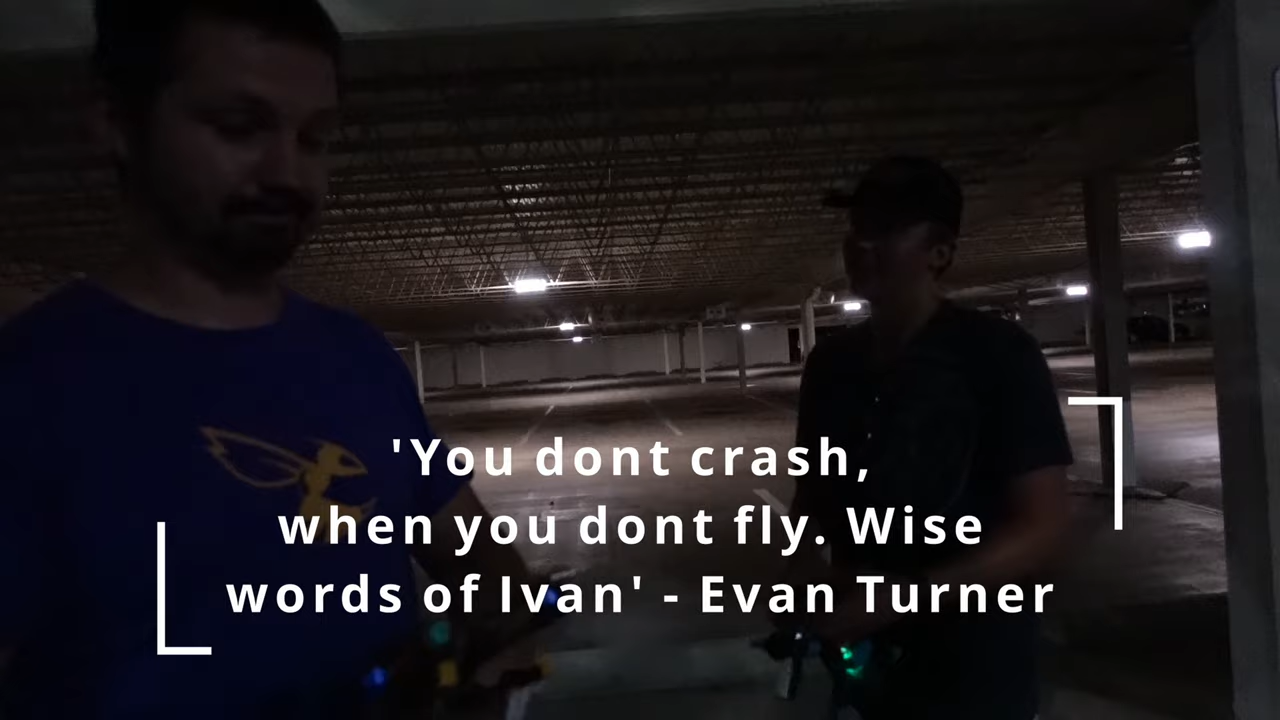 'You dont crash,
when you dont fly. Wise
words of Ivan' - Evan Turner